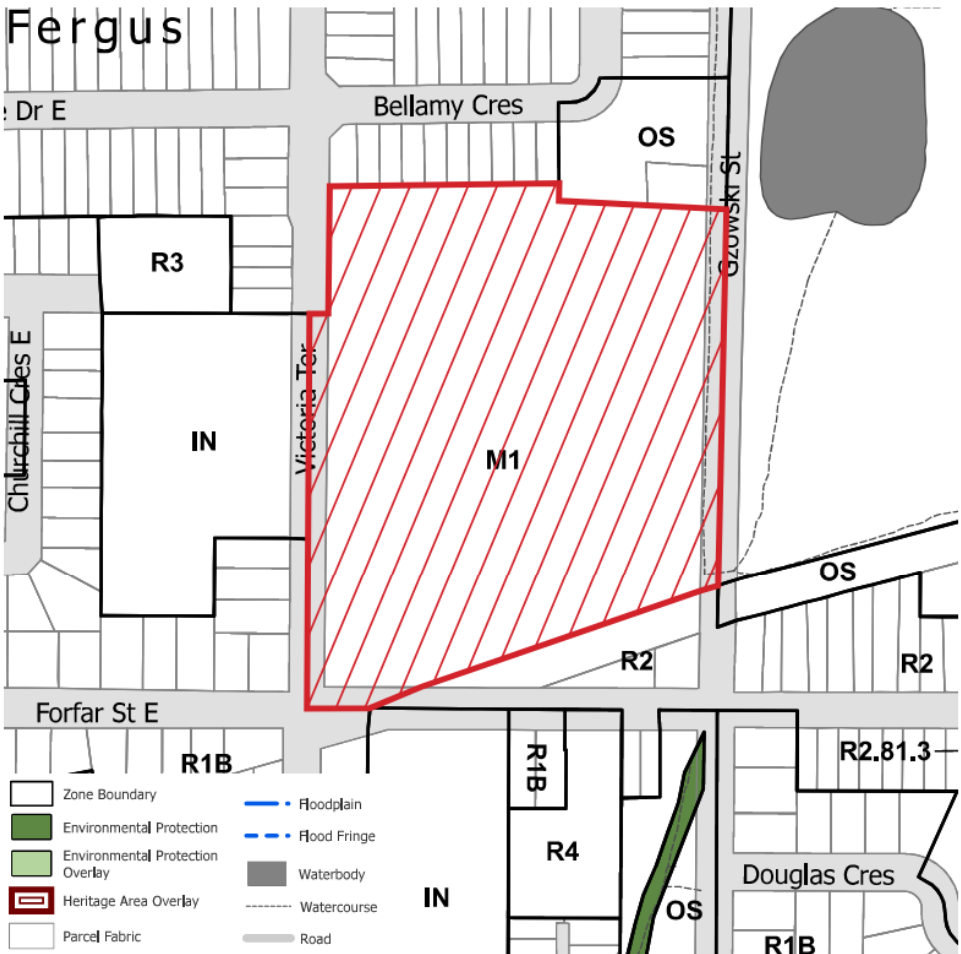 Fergus
Dr E
Bellamy Cres
OS
Gzowski St
R3
Churchill Cres E
IN
Victoria Ter
M1
OS
R2
R2
Forfar St E
R1B
R1B
R2.81.3
R4
IN
OS
Douglas Cres
R1B
Zone Boundary
Environmental Protection
Environmental Protection
Overlay
Heritage Area Overlay
Parcel Fabric
Floodplain
Flood Fringe
Waterbody
Watercourse
Road